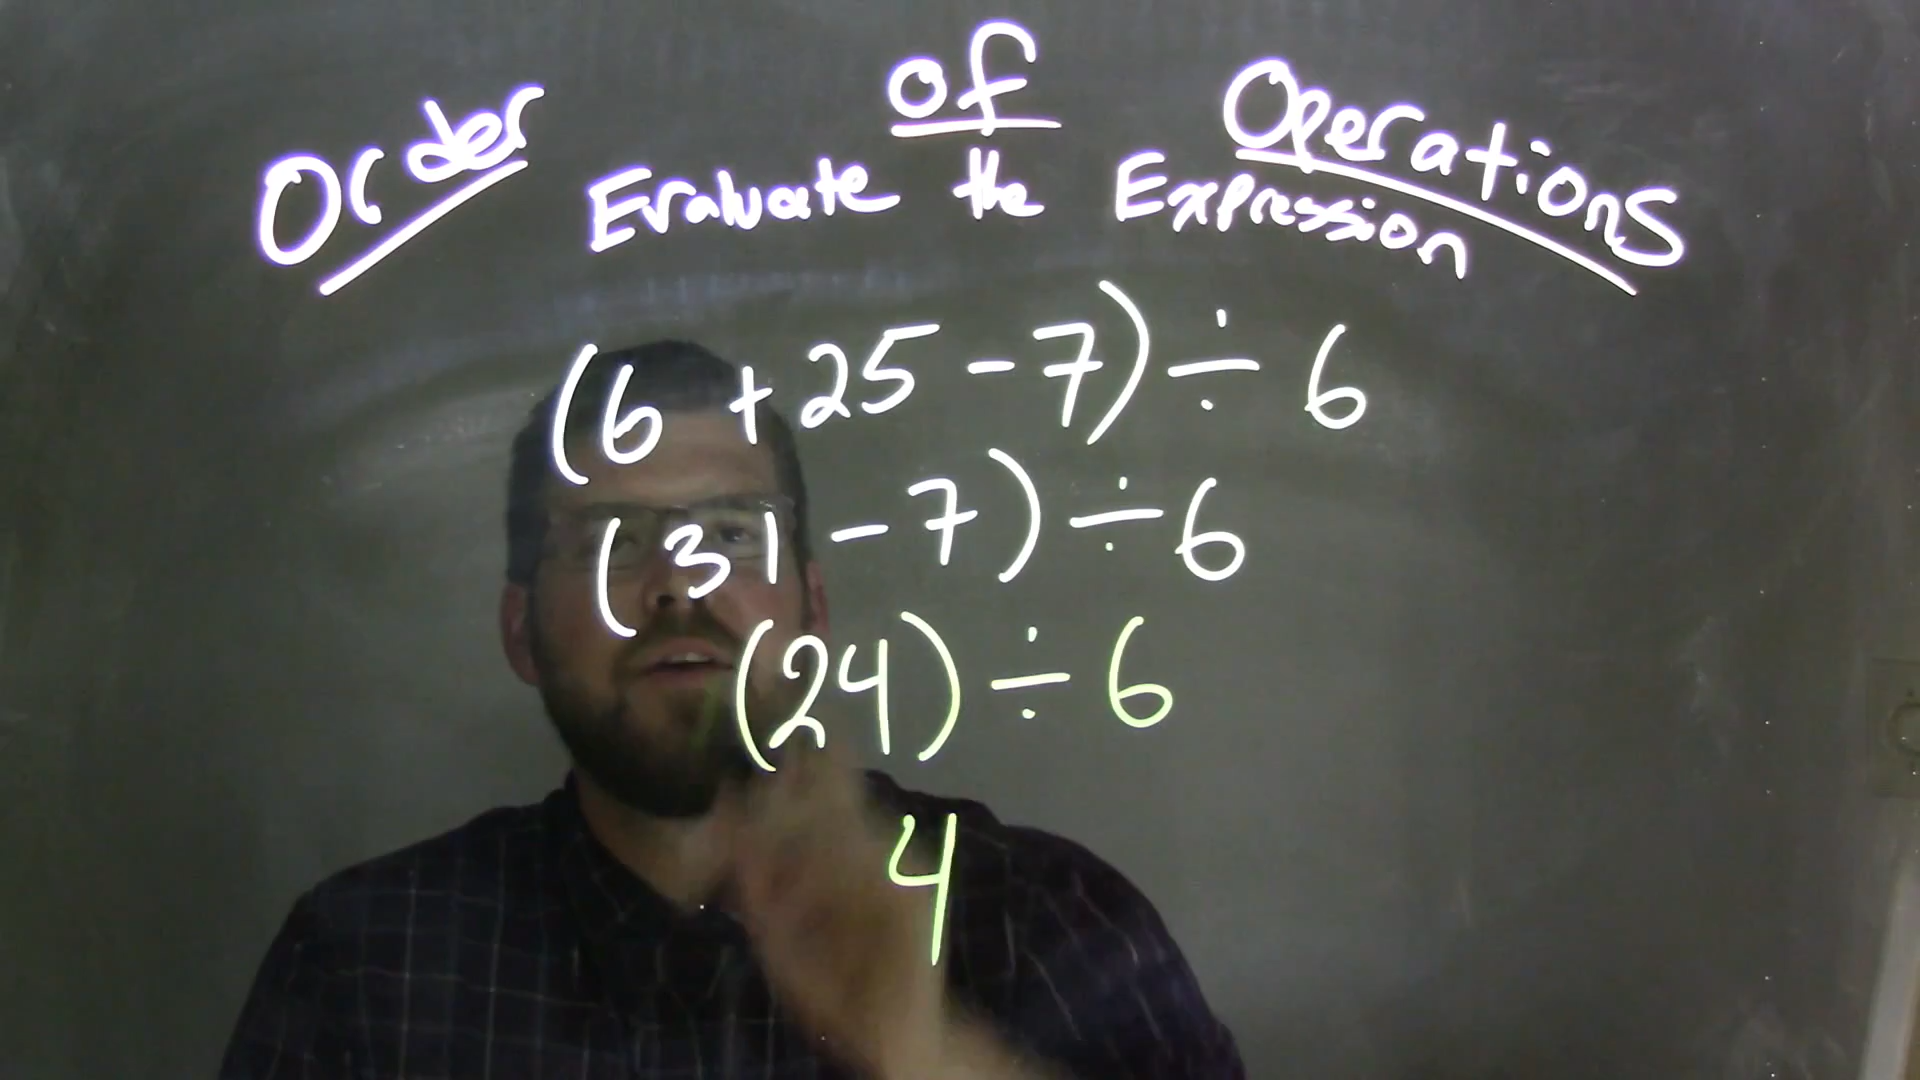 Order of Operations
Evaluate the Expression
(6 + 25 - 7) ÷ 6
(31 - 7) ÷ 6
(24) ÷ 6
4